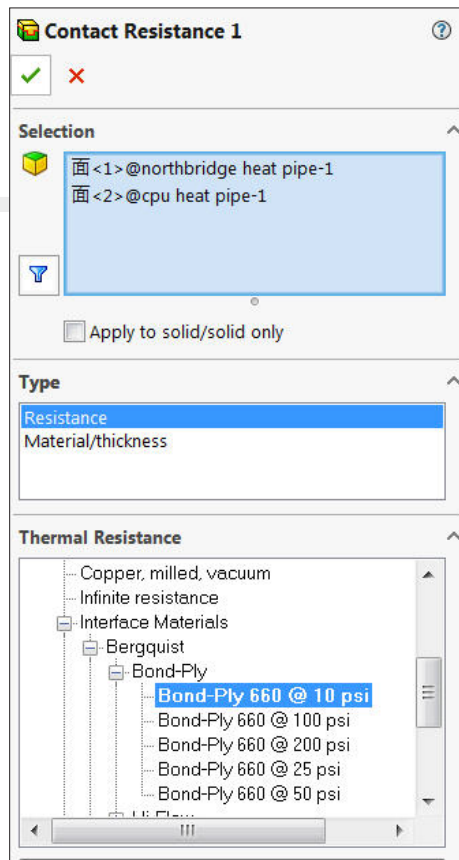 Contact Resistance 1
Selection
面<1>@northbridge heat pipe-1
面<2>@cpu heat pipe-1
Apply to solid/solid only
Type
Resistance
Material/thickness
Thermal Resistance
Copper, milled, vacuum
Infinite resistance
Interface Materials
Bergquist
Bond-Ply
Bond-Ply 660 @ 10 psi
Bond-Ply 660 @ 100 psi
Bond-Ply 660 @ 200 psi
Bond-Ply 660 @ 25 psi
Bond-Ply 660 @ 50 psi